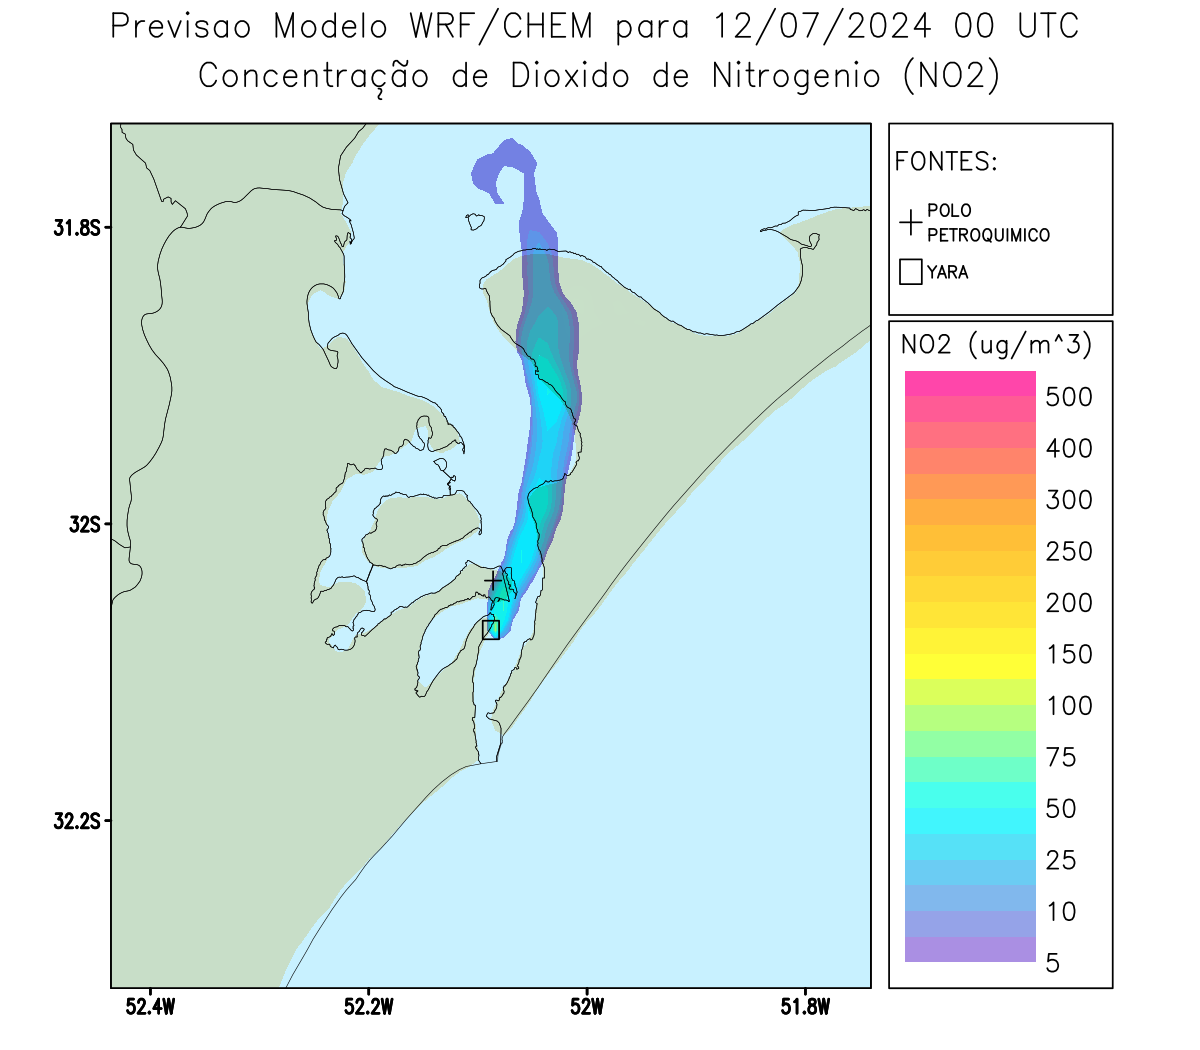 Previsao Modelo WRF/CHEM para 12/07/2024 00 UTC
Concentração de Dioxido de Nitrogenio (NO2)
FONTES:
POLO
PETROQUIMICO
YARA
NO2 (ug/m^3)
500
400
300
250
200
150
100
75
50
25
10
5
31.8S
32S
32.2S
52.4W
52.2W
52W
51.8W